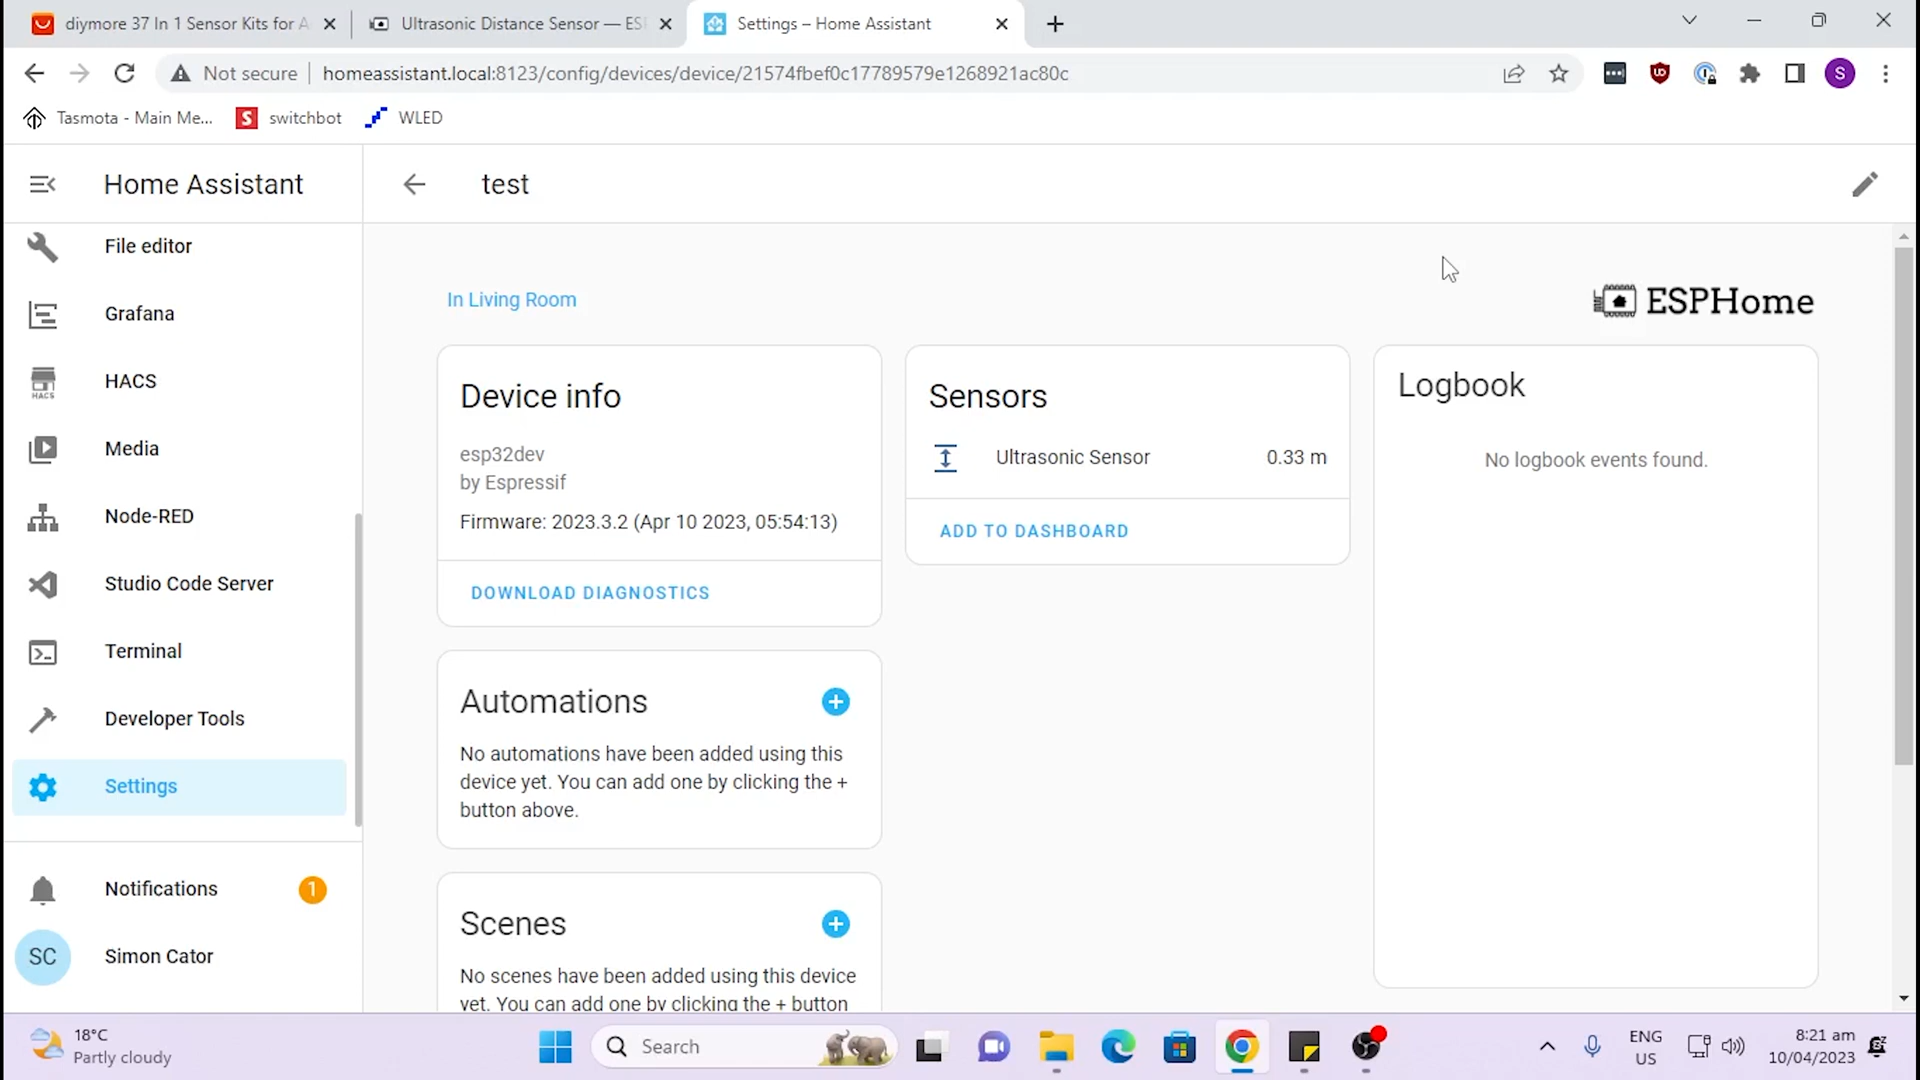 diymore 37 In 1 Sensor Kits for A
Ultrasonic Distance Sensor — ESP
Settings – Home Assistant
Not secure
homeassistant.local:8123/config/devices/device/21574fbef0c17789579e1268921ac80c
S
Tasmota - Main Me...
S switchbot
WLED
Home Assistant
test
File editor
Grafana
HACS
HACS
Media
Node-RED
Studio Code Server
Terminal
Developer Tools
Settings
Notifications
1
SC
Simon Cator
In Living Room
ESPHome
Device info
esp32dev
by Espressif
Firmware: 2023.3.2 (Apr 10 2023, 05:54:13)
DOWNLOAD DIAGNOSTICS
Automations
No automations have been added using this
device yet. You can add one by clicking the +
button above.
Scenes
No scenes have been added using this device
yet. You can add one by clicking the + button
Sensors
Ultrasonic Sensor 0.33 m
ADD TO DASHBOARD
Logbook
No logbook events found.
18°C
Partly cloudy
Search
ENG
US
8:21 am
10/04/2023